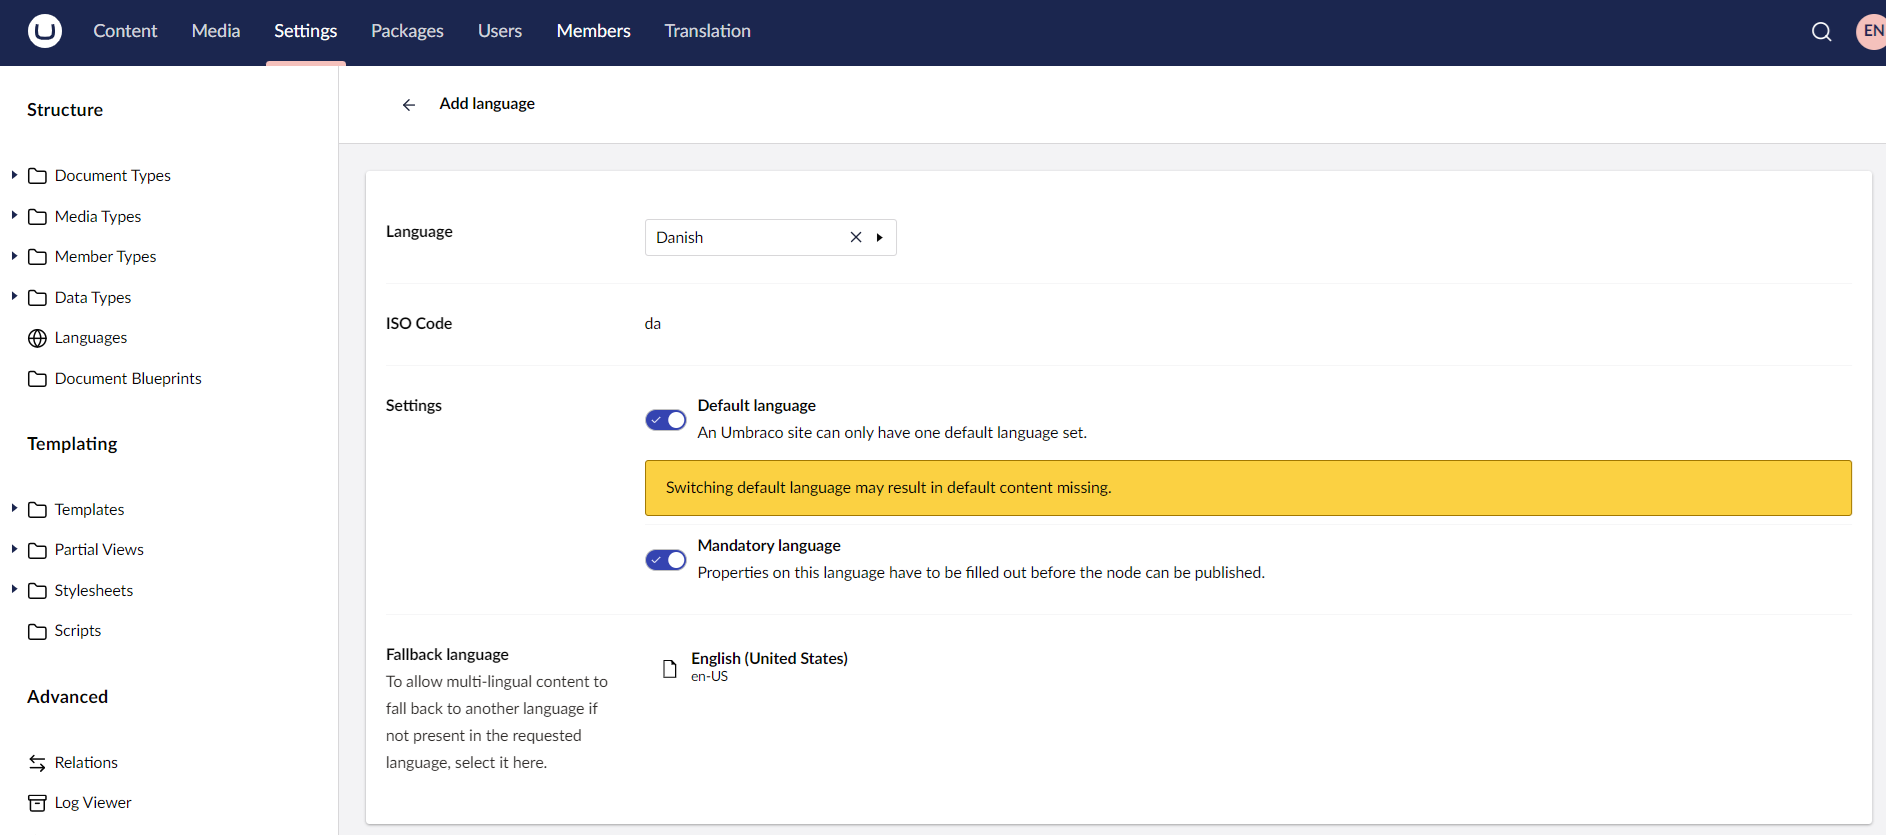 Content Media Settings Packages Users Members Translation EN
Structure
Document Types
Media Types
Member Types
Data Types
Languages
Document Blueprints
Templating
Templates
Partial Views
Stylesheets
Scripts
Advanced
Relations
Log Viewer
Add language
Language
Danish
ISO Code
da
Settings
Default language
An Umbraco site can only have one default language set.
Switching default language may result in default content missing.
Mandatory language
Properties on this language have to be filled out before the node can be published.
Fallback language
To allow multi-lingual content to
fall back to another language if
not present in the requested
language, select it here.
English (United States)
en-US